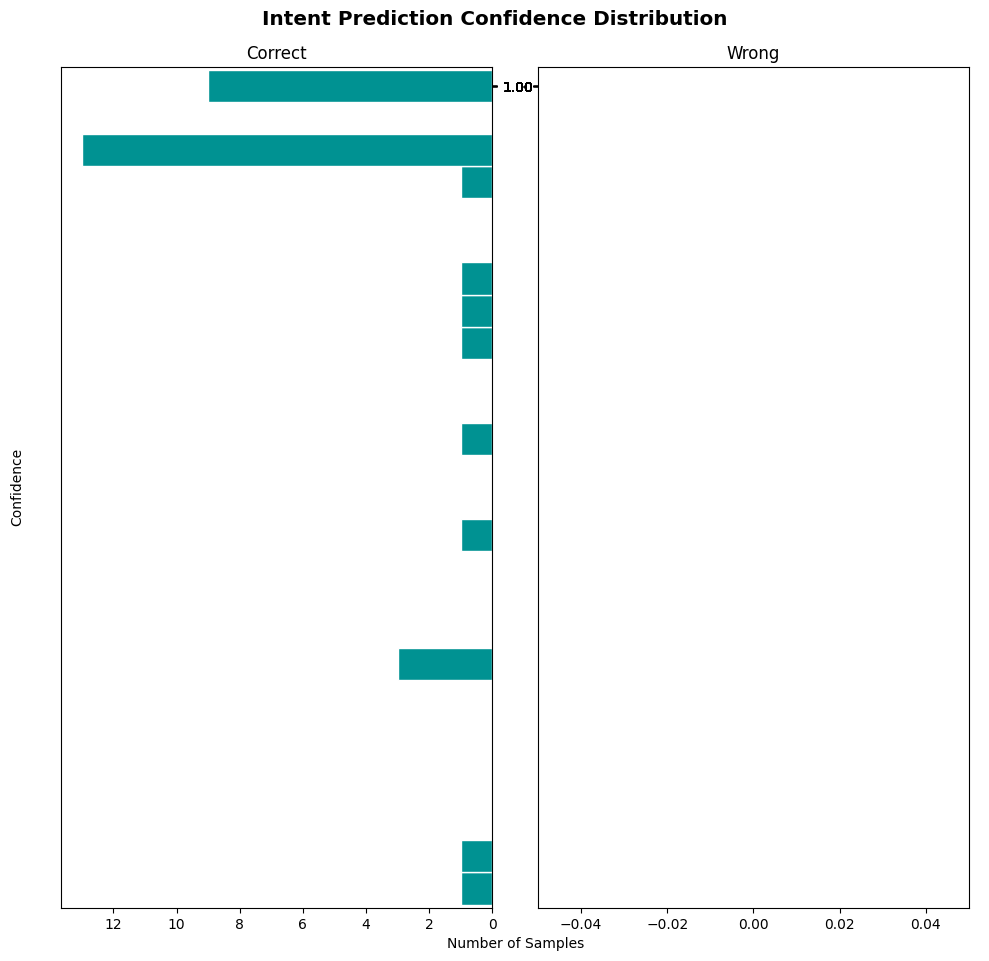 Intent Prediction Confidence Distribution
Correct
Wrong
1.00
Confidence
12 10 8 6 4 2 0
−0.04 −0.02 0.00 0.02 0.04
Number of Samples